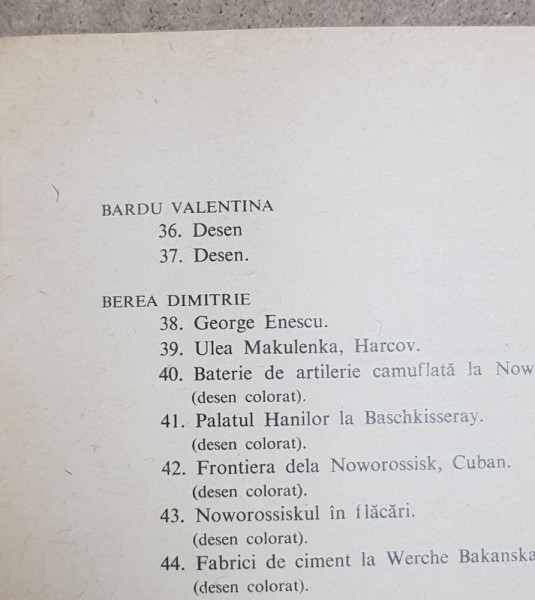 BARDU VALENTINA
36. Desen
37. Desen.
BEREA DIMITRIE
38. George Enescu.
39. Ulea Makulenka, Harcov.
40. Baterie de artilerie camuflată la Now
(desen colorat).
41. Palatul Hanilor la Baschkisseray.
(desen colorat).
42. Frontiera dela Noworossisk, Cuban.
(desen colorat).
43. Noworossiskul în flăcări.
(desen colorat).
44. Fabrici de ciment la Werche Bakanska
(desen colorat).